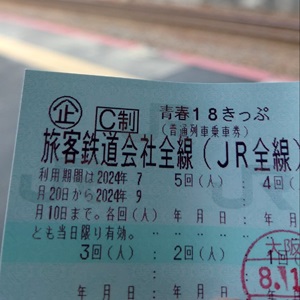 企 C制 青春18きっぷ
(普通列車乗車券)
旅客鉄道会社全線(JR全線)
利用期間は2024年 7 5回(人) 4回(
月20日から2024年 9
月10日まで。各回(人) 年 月日: 年 月
とも当日限り有効。
3回(人) : 2回(人) 1回(
年 月日: 年 月日:
大阪
8.11